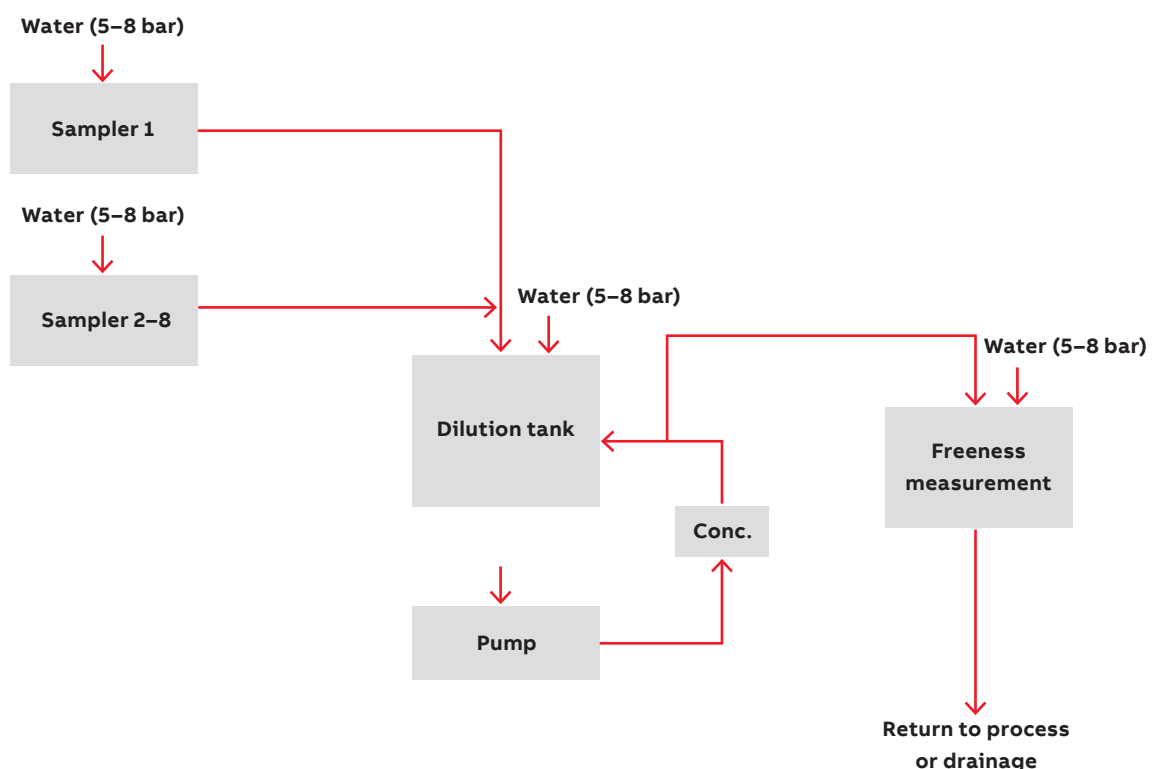 Water (5–8 bar)
Sampler 1
Water (5–8 bar)
Sampler 2–8
Water (5–8 bar)
Dilution tank
Water (5–8 bar)
Freeness
measurement
Conc.
Pump
Return to process
or drainage